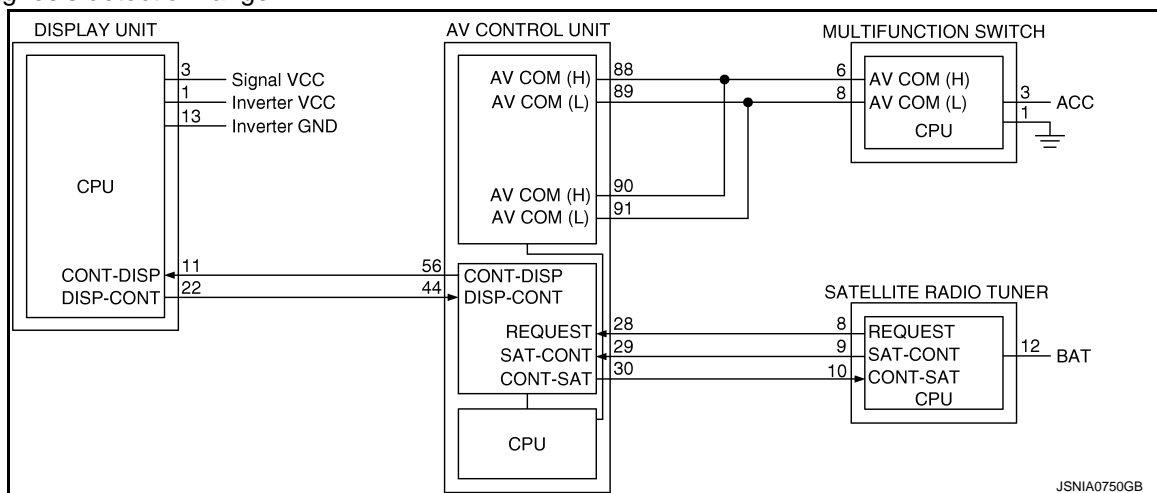 DISPLAY UNIT
3 Signal VCC
1 Inverter VCC
13 Inverter GND
CPU
CONT-DISP 11
DISP-CONT 22
AV CONTROL UNIT
AV COM (H) 88
AV COM (L) 89
AV COM (H) 90
AV COM (L) 91
56 CONT-DISP
44 DISP-CONT
REQUEST 28
SAT-CONT 29
CONT-SAT 30
CPU
MULTIFUNCTION SWITCH
6 AV COM (H)
8 AV COM (L)
CPU
3 ACC
1
SATELLITE RADIO TUNER
8 REQUEST
9 SAT-CONT
10 CONT-SAT
CPU
12 BAT
JSNIA0750GB